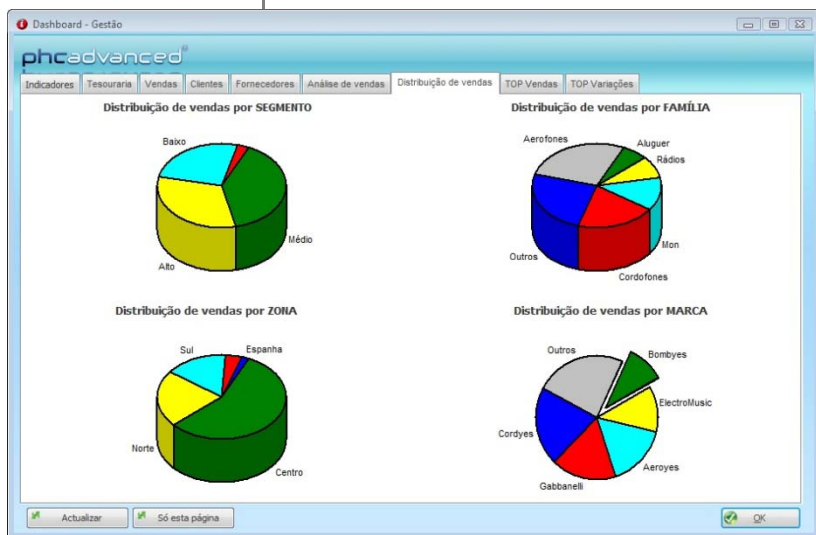 Dashboard - Gestão
phcadvanced®
Indicadores Tesouraria Vendas Clientes Fornecedores Análise de vendas Distribuição de vendas TOP Vendas TOP Variações
Distribuição de vendas por SEGMENTO
Baixo
Médio
Alto
Distribuição de vendas por FAMÍLIA
Aerofones
Aluguer
Rádios
Mon
Outros
Cordofones
Distribuição de vendas por ZONA
Sul
Espanha
Norte
Centro
Distribuição de vendas por MARCA
Outros
Bombyes
ElectroMusic
Cordyes
Aeroyes
Gabbanelli
Actualizar Só esta página OK